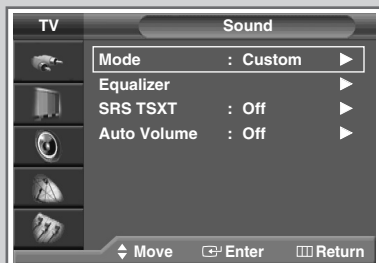 TV Sound
Mode : Custom
Equalizer
SRS TSXT : Off
Auto Volume : Off
Move Enter Return